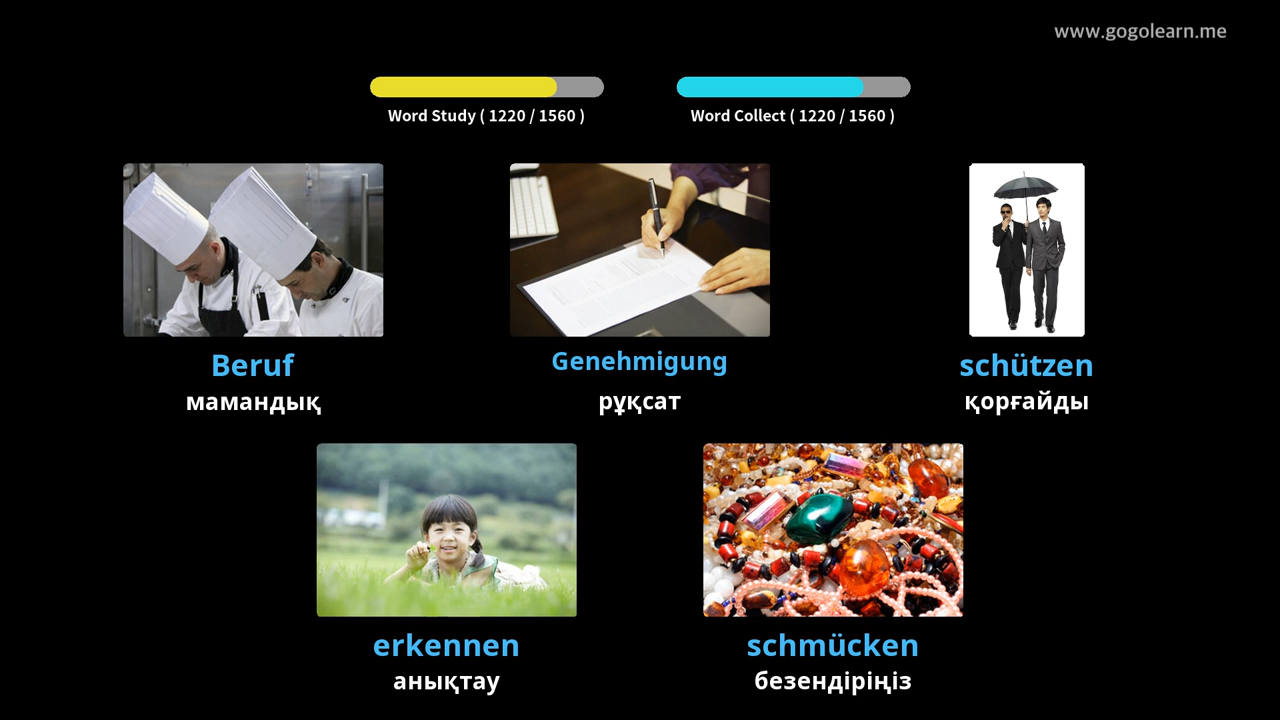 www.gogolearn.me
Word Study ( 1220 / 1560 )
Word Collect ( 1220 / 1560 )
Beruf
мамандық
Genehmigung
рұқсат
schützen
қорғайды
erkennen
анықтау
schmücken
безендіріңіз